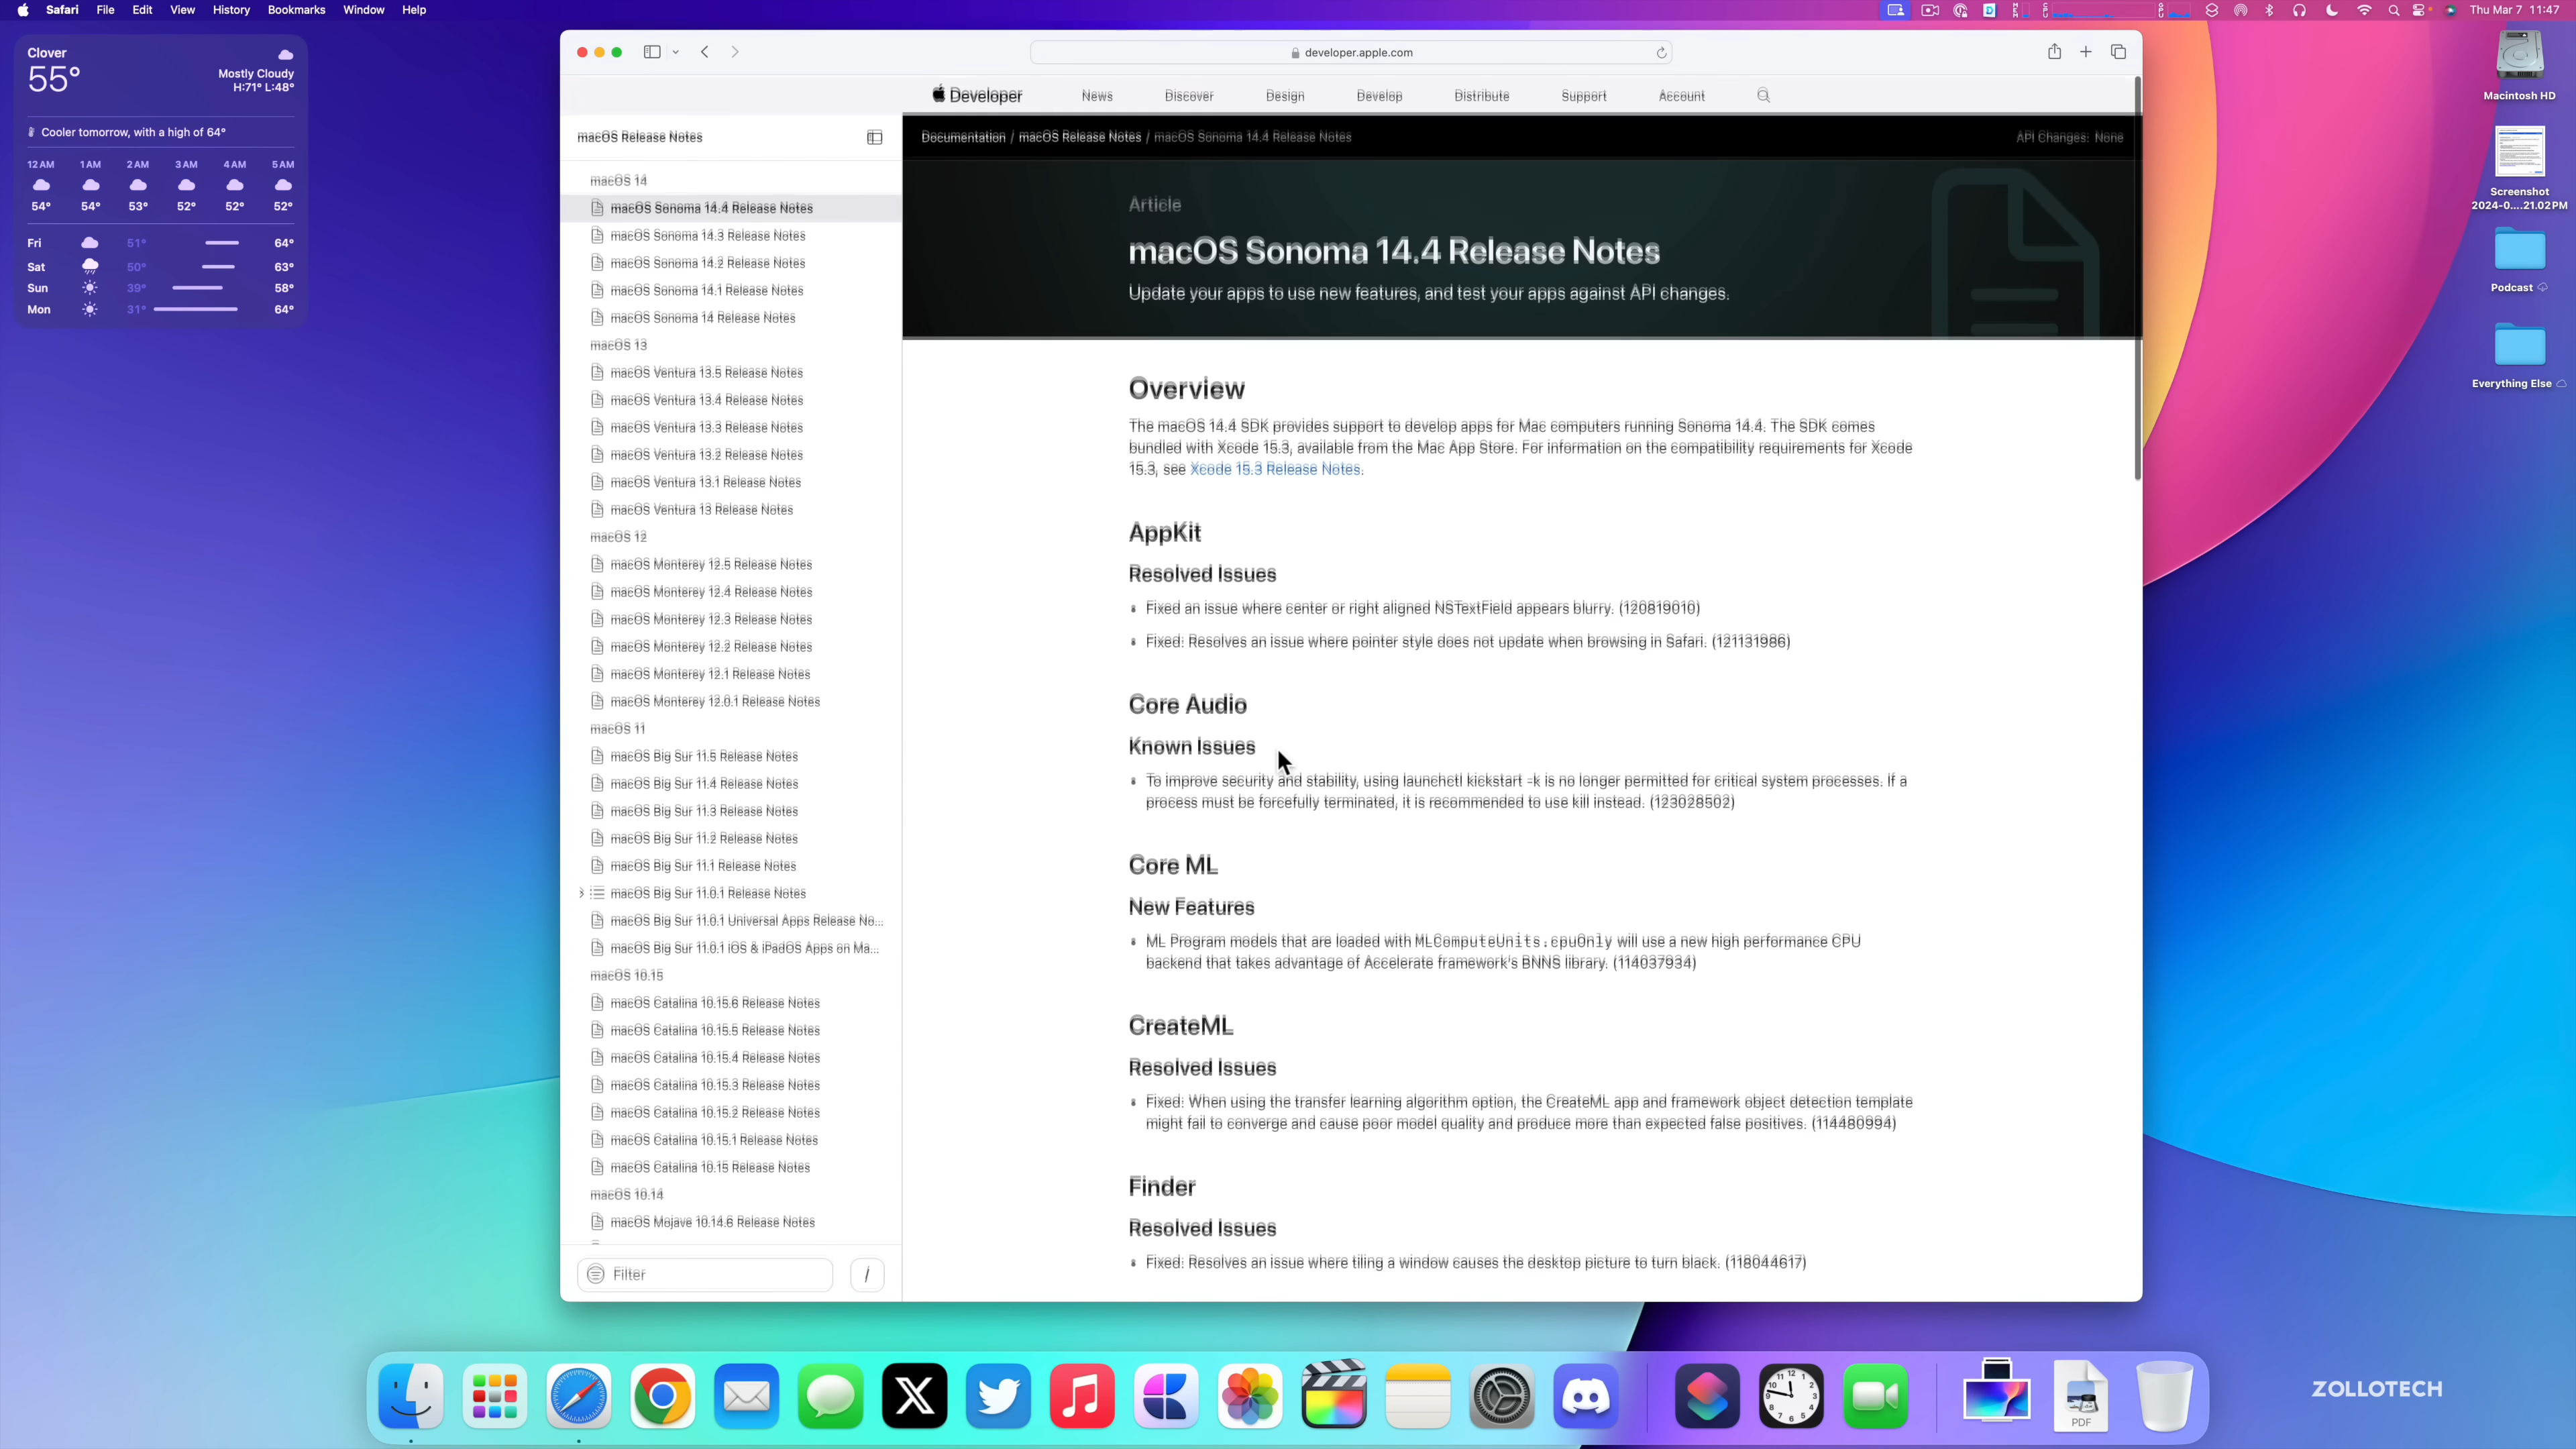 Safari File Edit View History Bookmarks Window Help
Thu Mar 7 11:47
Clover
55°
Mostly Cloudy
H:71° L:48°
Cooler tomorrow, with a high of 64°
12AM 1AM 2AM 3AM 4AM 5AM
54° 54° 53° 52° 52° 52°
Fri 51° 64°
Sat 50° 63°
Sun 39° 58°
Mon 31° 64°
developer.apple.com
Developer News Discover Design Develop Distribute Support Account
macOS Release Notes
macOS 14
macOS Sonoma 14.4 Release Notes
macOS Sonoma 14.3 Release Notes
macOS Sonoma 14.2 Release Notes
macOS Sonoma 14.1 Release Notes
macOS Sonoma 14 Release Notes
macOS 13
macOS Ventura 13.5 Release Notes
macOS Ventura 13.4 Release Notes
macOS Ventura 13.3 Release Notes
macOS Ventura 13.2 Release Notes
macOS Ventura 13.1 Release Notes
macOS Ventura 13 Release Notes
macOS 12
macOS Monterey 12.5 Release Notes
macOS Monterey 12.4 Release Notes
macOS Monterey 12.3 Release Notes
macOS Monterey 12.2 Release Notes
macOS Monterey 12.1 Release Notes
macOS Monterey 12.0.1 Release Notes
macOS 11
macOS Big Sur 11.5 Release Notes
macOS Big Sur 11.4 Release Notes
macOS Big Sur 11.3 Release Notes
macOS Big Sur 11.2 Release Notes
macOS Big Sur 11.1 Release Notes
macOS Big Sur 11.0.1 Release Notes
macOS Big Sur 11.0.1 Universal Apps Release No...
macOS Big Sur 11.0.1 iOS & iPadOS Apps on Ma...
macOS 10.15
macOS Catalina 10.15.6 Release Notes
macOS Catalina 10.15.5 Release Notes
macOS Catalina 10.15.4 Release Notes
macOS Catalina 10.15.3 Release Notes
macOS Catalina 10.15.2 Release Notes
macOS Catalina 10.15.1 Release Notes
macOS Catalina 10.15 Release Notes
macOS 10.14
macOS Mojave 10.14.6 Release Notes
Filter /
Documentation / macOS Release Notes / macOS Sonoma 14.4 Release Notes
API Changes: None
Article
macOS Sonoma 14.4 Release Notes
Update your apps to use new features, and test your apps against API changes.
Overview
The macOS 14.4 SDK provides support to develop apps for Mac computers running Sonoma 14.4. The SDK comes
bundled with Xcode 15.3, available from the Mac App Store. For information on the compatibility requirements for Xcode
15.3, see Xcode 15.3 Release Notes.
AppKit
Resolved Issues
• Fixed an issue where center or right aligned NSTextField appears blurry. (120819010)
• Fixed: Resolves an issue where pointer style does not update when browsing in Safari. (121131986)
Core Audio
Known Issues
• To improve security and stability, using launchctl kickstart -k is no longer permitted for critical system processes. If a
process must be forcefully terminated, it is recommended to use kill instead. (123028502)
Core ML
New Features
• ML Program models that are loaded with MLComputeUnits.cpuOnly will use a new high performance CPU
backend that takes advantage of Accelerate framework's BNNS library. (114037934)
CreateML
Resolved Issues
• Fixed: When using the transfer learning algorithm option, the CreateML app and framework object detection template
might fail to converge and cause poor model quality and produce more than expected false positives. (114480994)
Finder
Resolved Issues
• Fixed: Resolves an issue where tiling a window causes the desktop picture to turn black. (118044617)
Macintosh HD
Screenshot
2024-0....21.02 PM
Podcast
Everything Else
PDF
ZOLLOTECH